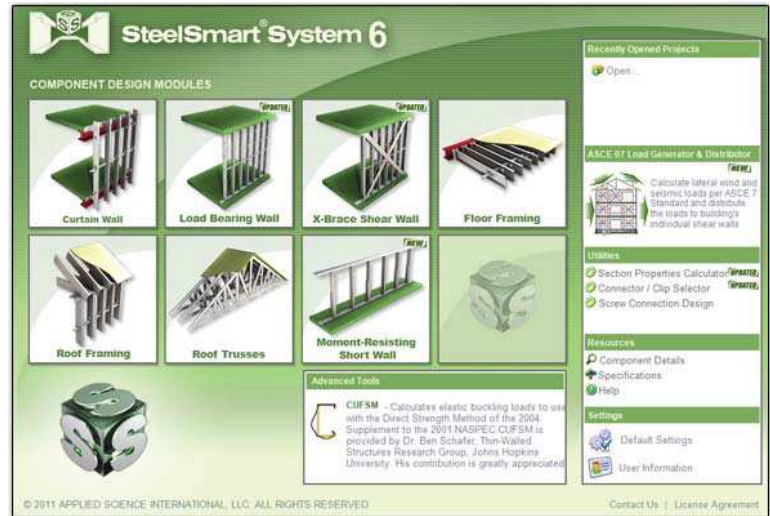 SteelSmart® System 6
COMPONENT DESIGN MODULES
Curtain Wall
UPDATED
Load Bearing Wall
UPDATED
X-Brace Shear Wall
Floor Framing
Roof Framing
Roof Trusses
NEW
Moment-Resisting
Short Wall
Advanced Tools
CUFSM - Calculates elastic buckling loads to use
with the Direct Strength Method of the 2004
Supplement to the 2001 NASPEC.CUFSM is
provided by Dr. Ben Schafer, Thin-Walled
Structures Research Group, Johns Hopkins
University. His contribution is greatly appreciated
Recently Opened Projects
Open...
ASCE 07 Load Generator & Distributor
NEW
Calculate lateral wind and
seismic loads per ASCE 7
Standard and distibute
the loads to building's
individual shear walls
Utilities
Section Properties Calculator UPDATED
Connector / Clip Selector UPDATED
Screw Connection Design
Resources
Component Details
Specifications
Help
Settings
Default Settings
User Information
© 2011 APPLIED SCIENCE INTERNATIONAL, LLC. ALL RIGHTS RESERVED
Contact Us | License Agreement